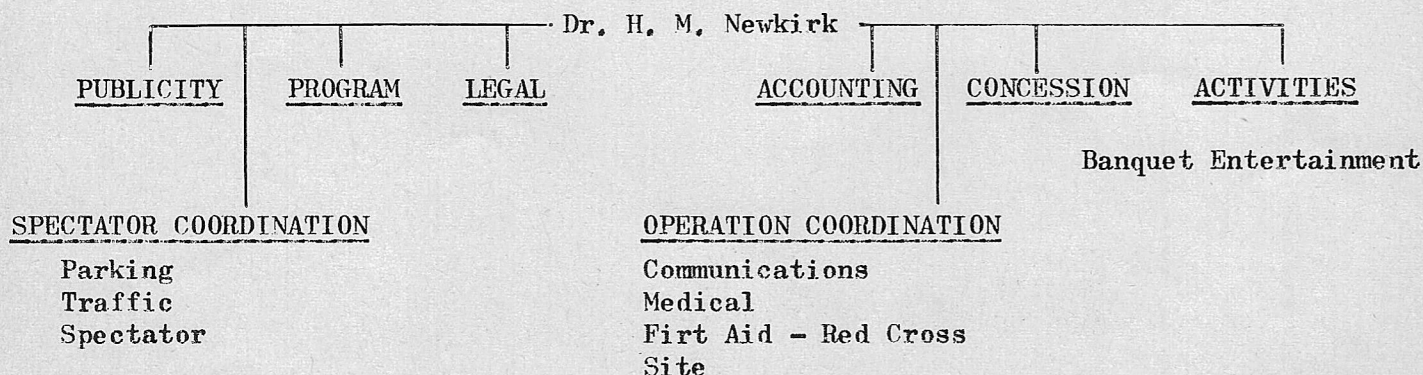 Dr. H. M. Newkirk
PUBLICITY PROGRAM LEGAL ACCOUNTING CONCESSION ACTIVITIES
Banquet Entertainment
SPECTATOR COORDINATION
Parking
Traffic
Spectator
OPERATION COORDINATION
Communications
Medical
Firt Aid - Red Cross
Site